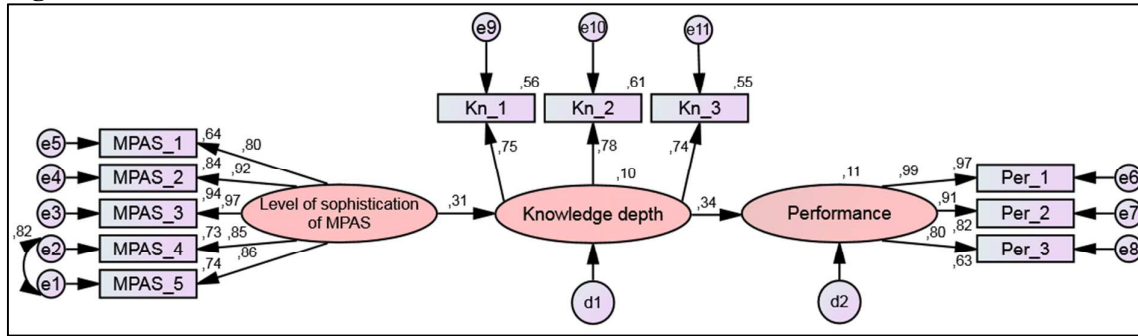 e9
e10
e11
,56
,61
,55
Kn_1
Kn_2
Kn_3
,75
,78
,74
e5
MPAS_1
,64
,80
e4
MPAS_2
,84
,92
e3
MPAS_3
,94
,97
,82
e2
MPAS_4
,73
,85
e1
MPAS_5
,74
,86
Level of sophistication
of MPAS
,31
,10
Knowledge depth
,34
,11
Performance
,99
,97
Per_1
e6
,91
Per_2
e7
,82
,80
Per_3
e8
,63
d1
d2